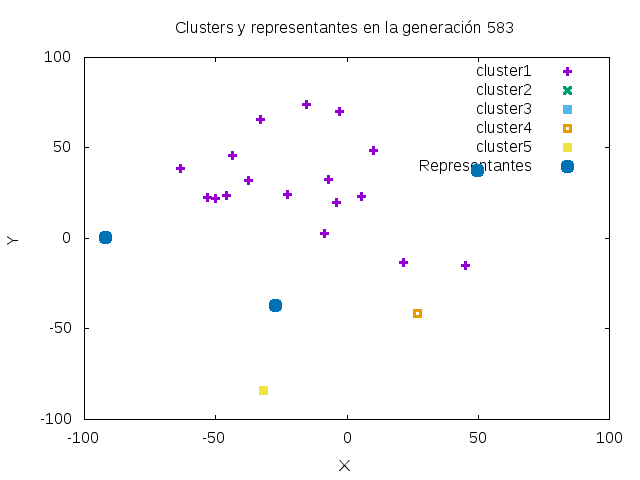 Clusters y representantes en la generación 583
cluster1
cluster2
cluster3
cluster4
cluster5
Representantes
100
50
0
-50
-100
Y
-100
-50
0
50
100
X